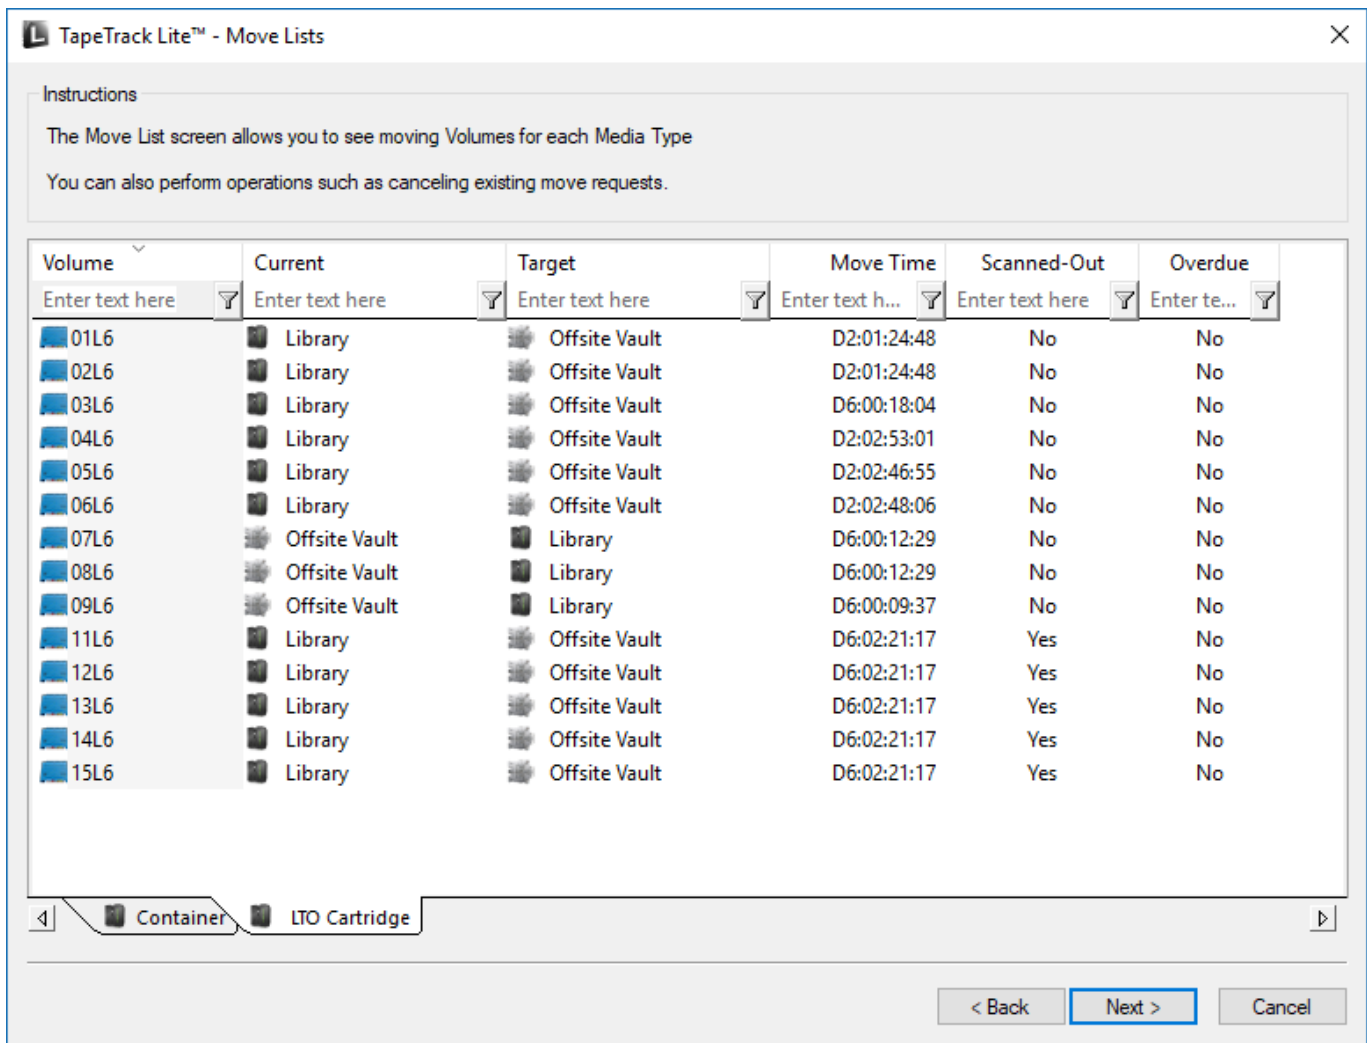 TapeTrack Lite™ - Move Lists
Instructions
The Move List screen allows you to see moving Volumes for each Media Type
You can also perform operations such as canceling existing move requests.
Volume Current Target Move Time Scanned-Out Overdue
Enter text here Enter text here Enter text here Enter text h... Enter text here Enter te...
01L6 Library Offsite Vault D2:01:24:48 No No
02L6 Library Offsite Vault D2:01:24:48 No No
03L6 Library Offsite Vault D6:00:18:04 No No
04L6 Library Offsite Vault D2:02:53:01 No No
05L6 Library Offsite Vault D2:02:46:55 No No
06L6 Library Offsite Vault D2:02:48:06 No No
07L6 Offsite Vault Library D6:00:12:29 No No
08L6 Offsite Vault Library D6:00:12:29 No No
09L6 Offsite Vault Library D6:00:09:37 No No
11L6 Library Offsite Vault D6:02:21:17 Yes No
12L6 Library Offsite Vault D6:02:21:17 Yes No
13L6 Library Offsite Vault D6:02:21:17 Yes No
14L6 Library Offsite Vault D6:02:21:17 Yes No
15L6 Library Offsite Vault D6:02:21:17 Yes No
Container LTO Cartridge
< Back Next > Cancel